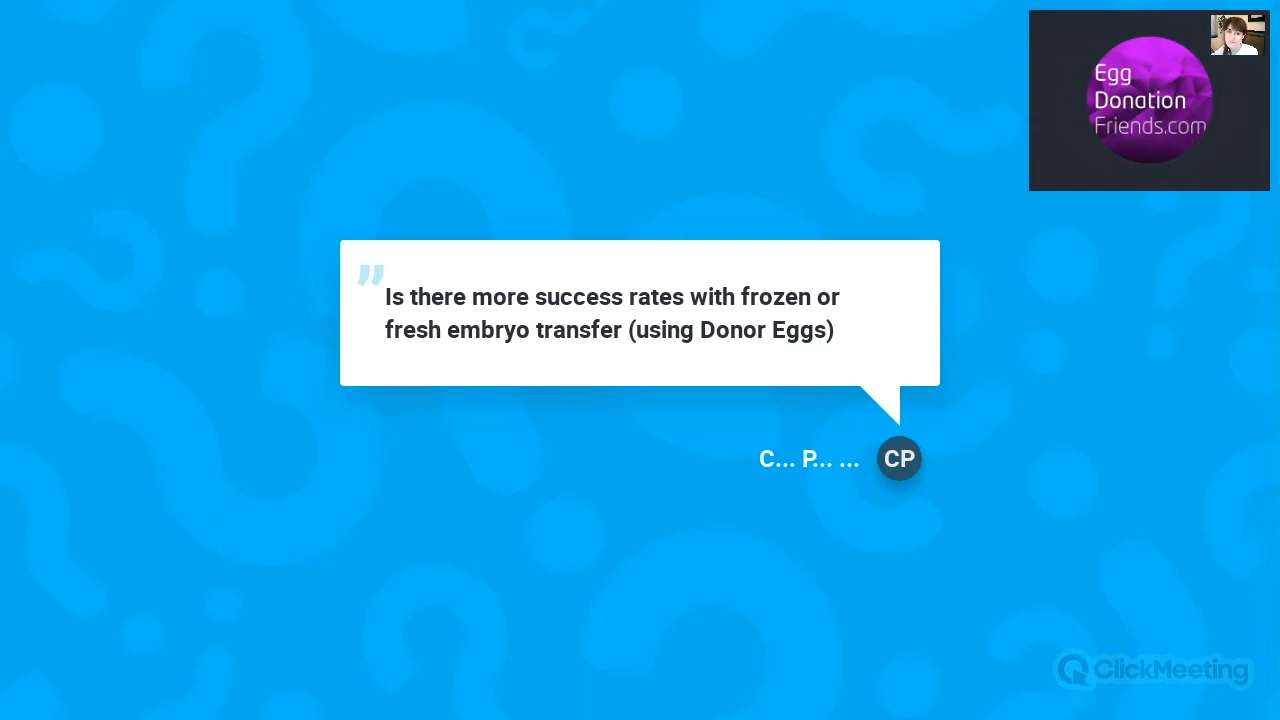 Egg
Donation
Friends.com
"
Is there more success rates with frozen or
fresh embryo transfer (using Donor Eggs)
C... P... ...
CP
ClickMeeting